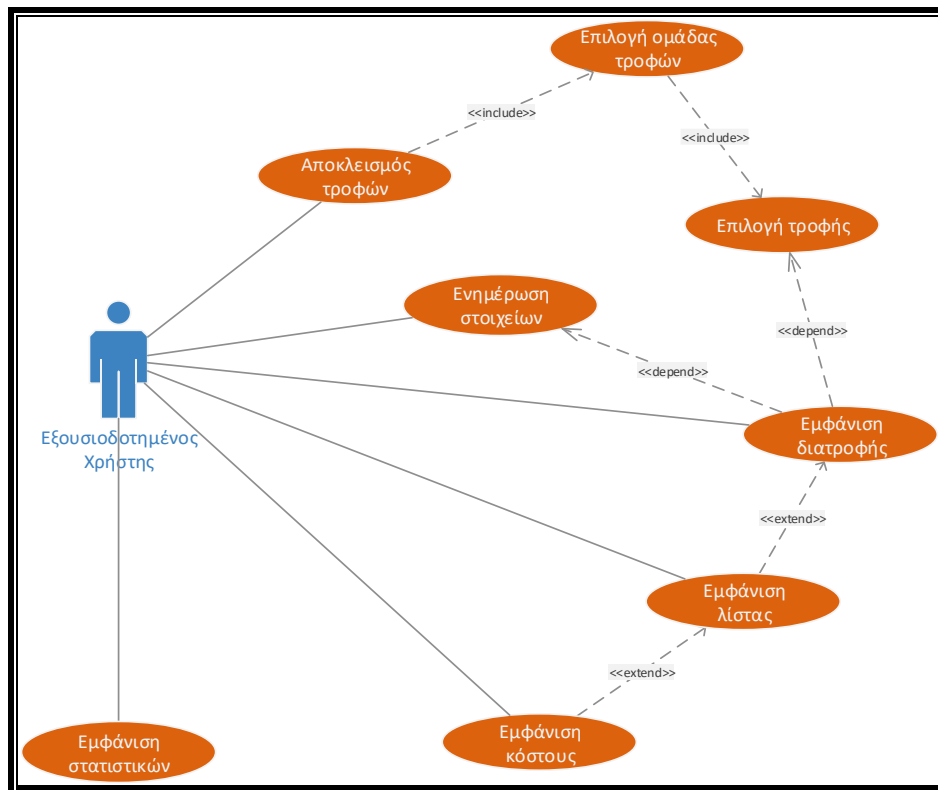 Επιλογή ομάδας
τροφών
<<include>>
<<include>>
Αποκλεισμός
τροφών
Επιλογή τροφής
Ενημέρωση
στοιχείων
<<depend>>
<<depend>>
Εξουσιοδοτημένος
Χρήστης
Εμφάνιση
διατροφής
<<extend>>
Εμφάνιση
λίστας
<<extend>>
Εμφάνιση
στατιστικών
Εμφάνιση
κόστους